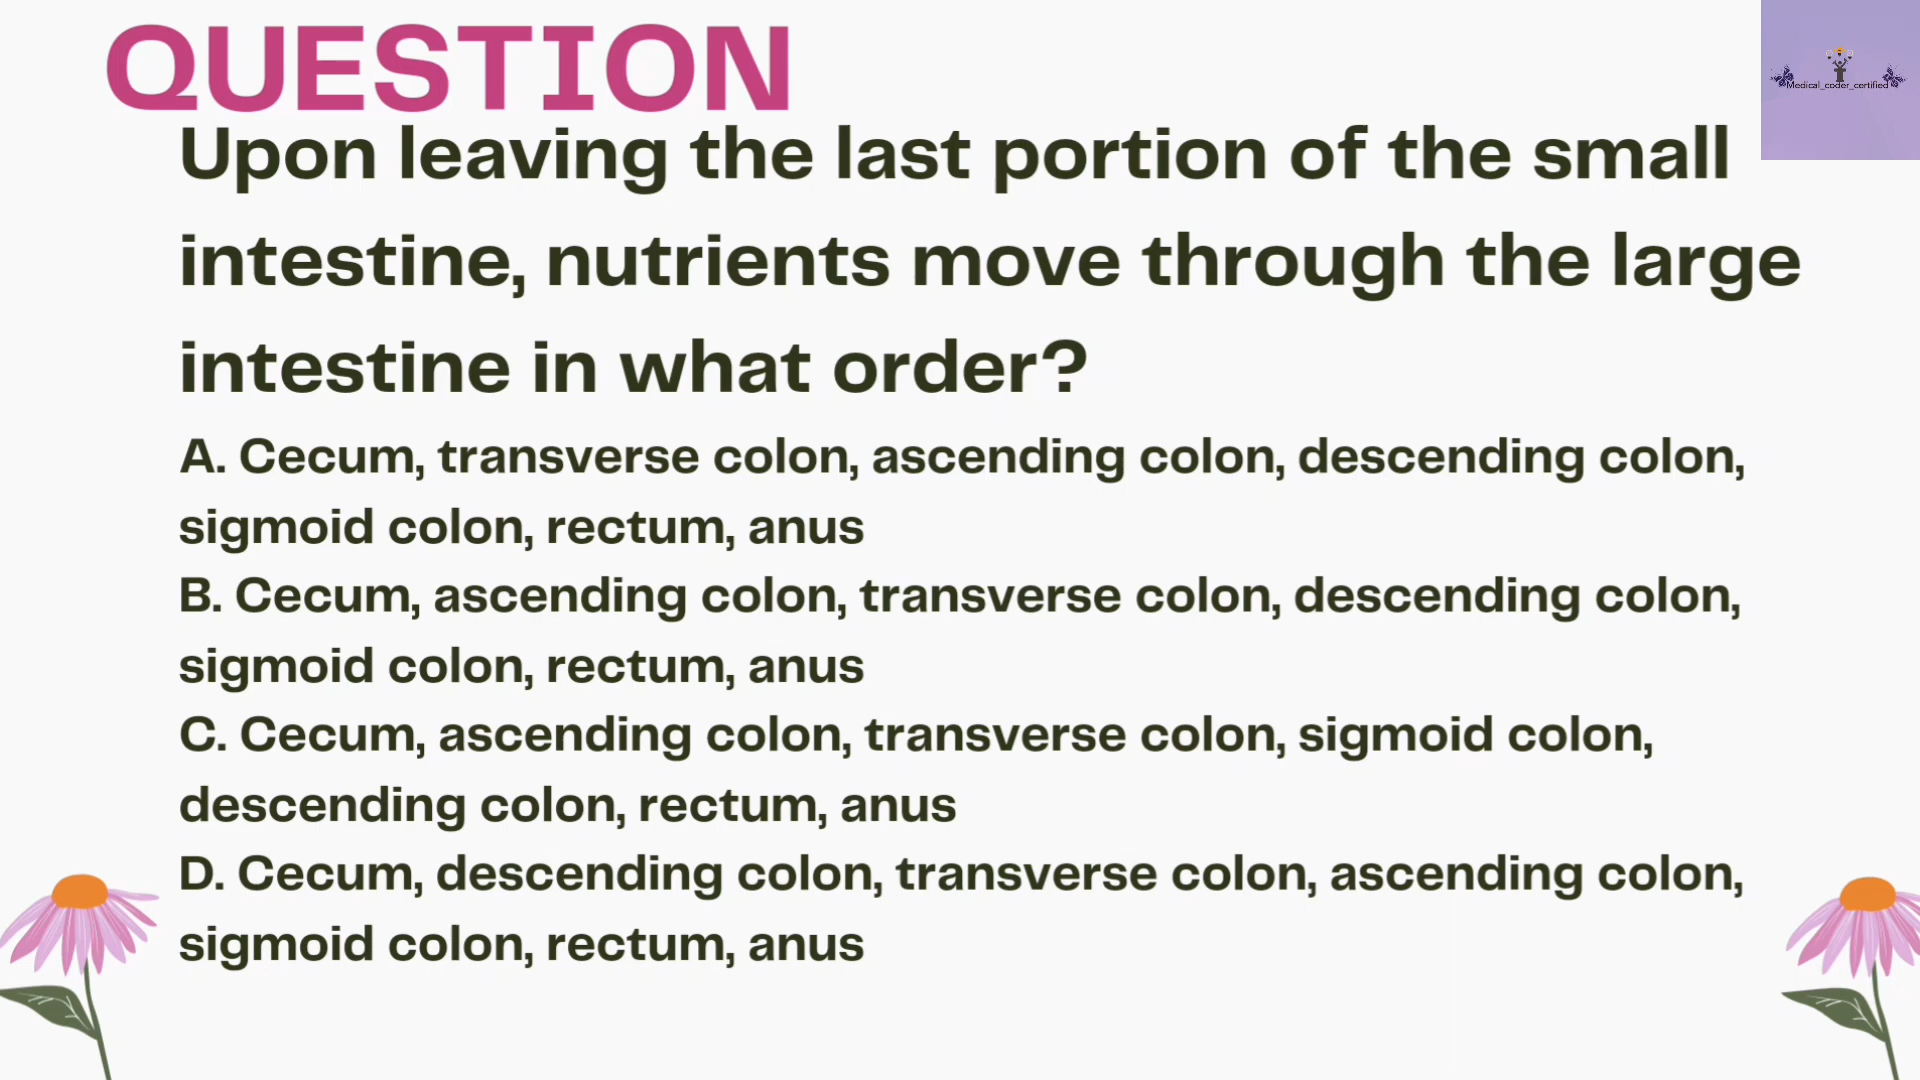 QUESTION
Medical_coder_certified
Upon leaving the last portion of the small
intestine, nutrients move through the large
intestine in what order?
A. Cecum, transverse colon, ascending colon, descending colon,
sigmoid colon, rectum, anus
B. Cecum, ascending colon, transverse colon, descending colon,
sigmoid colon, rectum, anus
C. Cecum, ascending colon, transverse colon, sigmoid colon,
descending colon, rectum, anus
D. Cecum, descending colon, transverse colon, ascending colon,
sigmoid colon, rectum, anus